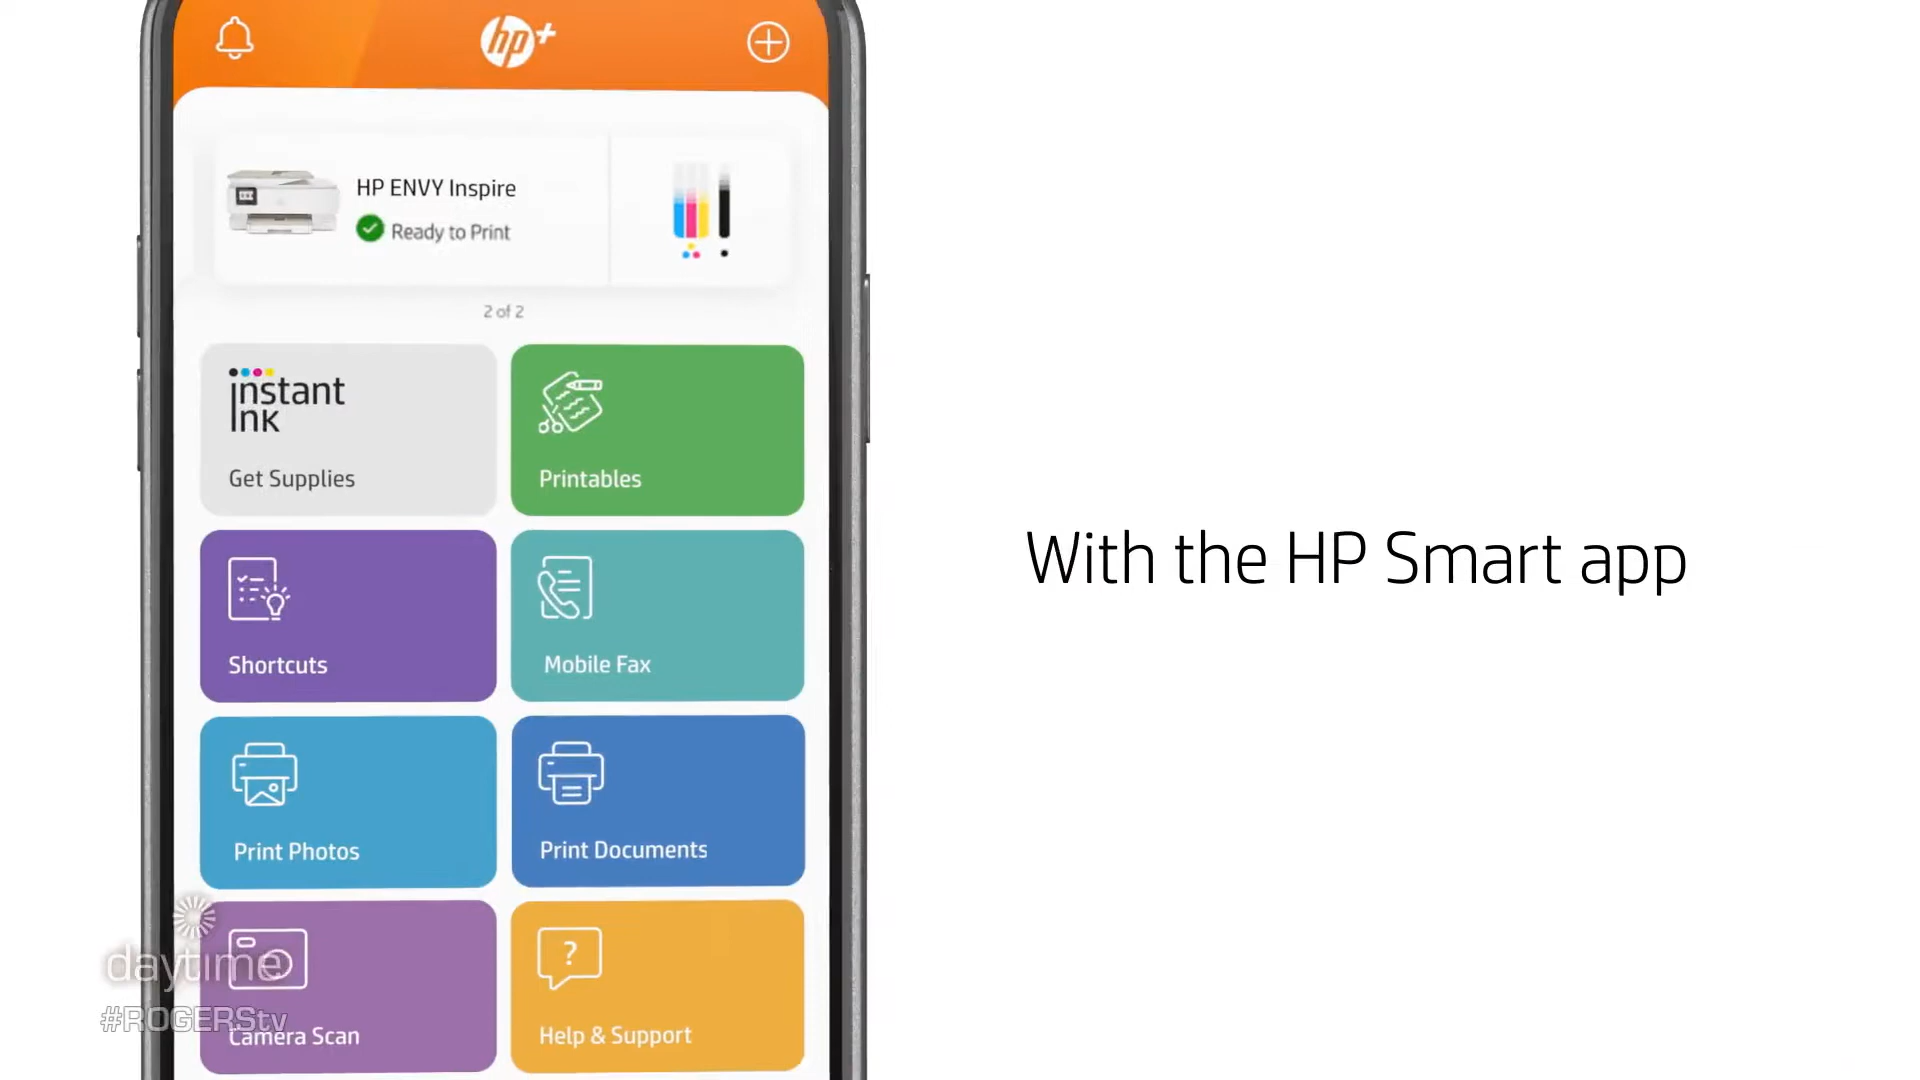 hp+
HP ENVY Inspire
Ready to Print
2 of 2
instant
ink
Get Supplies
Printables
Shortcuts
Mobile Fax
Print Photos
Print Documents
?
Camera Scan
Help & Support
With the HP Smart app
daytime
#ROGERStv